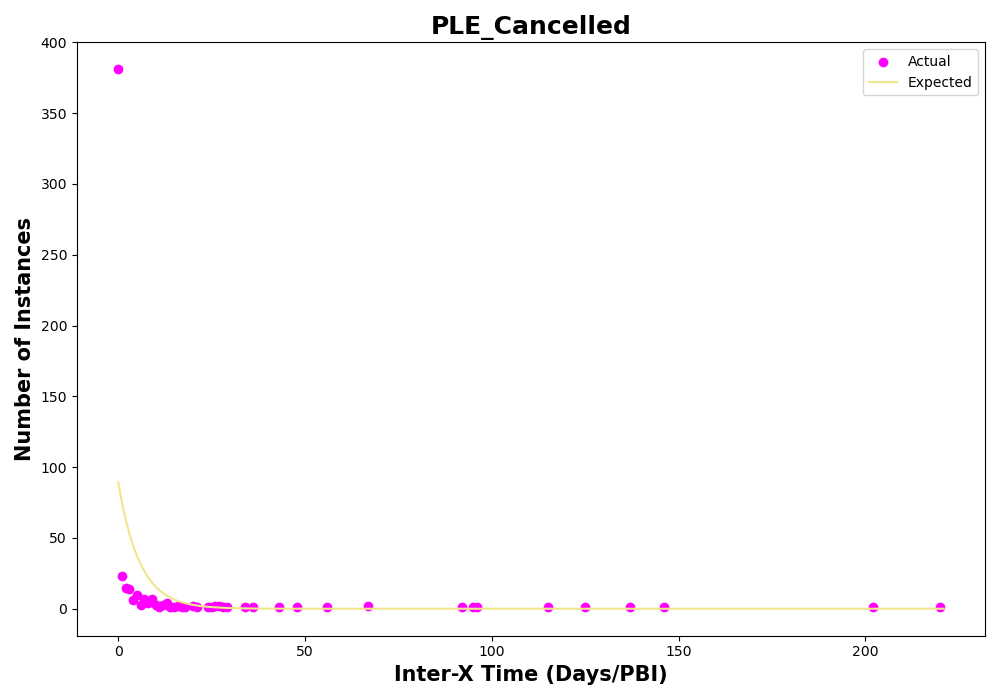 PLE_Cancelled
Actual
Expected
Number of Instances
400
350
300
250
200
150
100
50
0
0 50 100 150 200
Inter-X Time (Days/PBI)